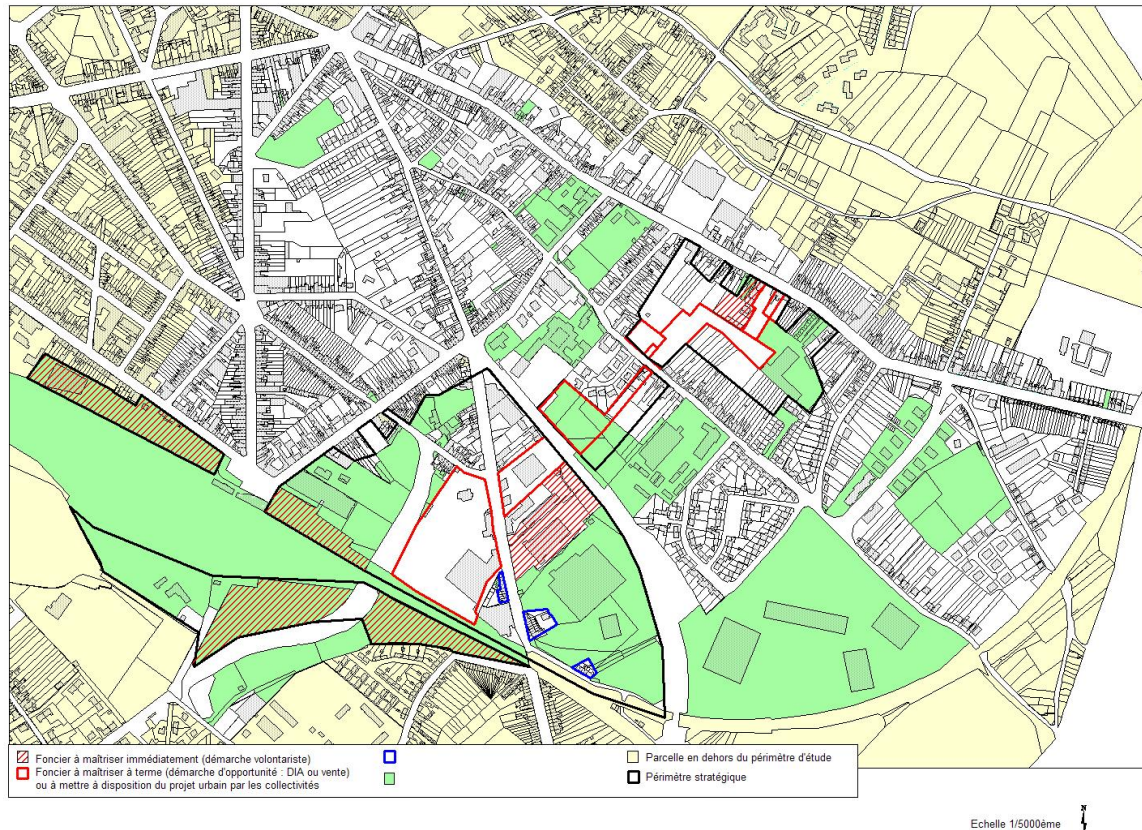 Foncier à maîtriser immédiatement (démarche volontariste)
Foncier à maîtriser à terme (démarche d'opportunité : DIA ou vente)
ou à mettre à disposition du projet urbain par les collectivités
Parcelle en dehors du périmètre d'étude
Périmètre stratégique
Echelle 1/5000ème
N